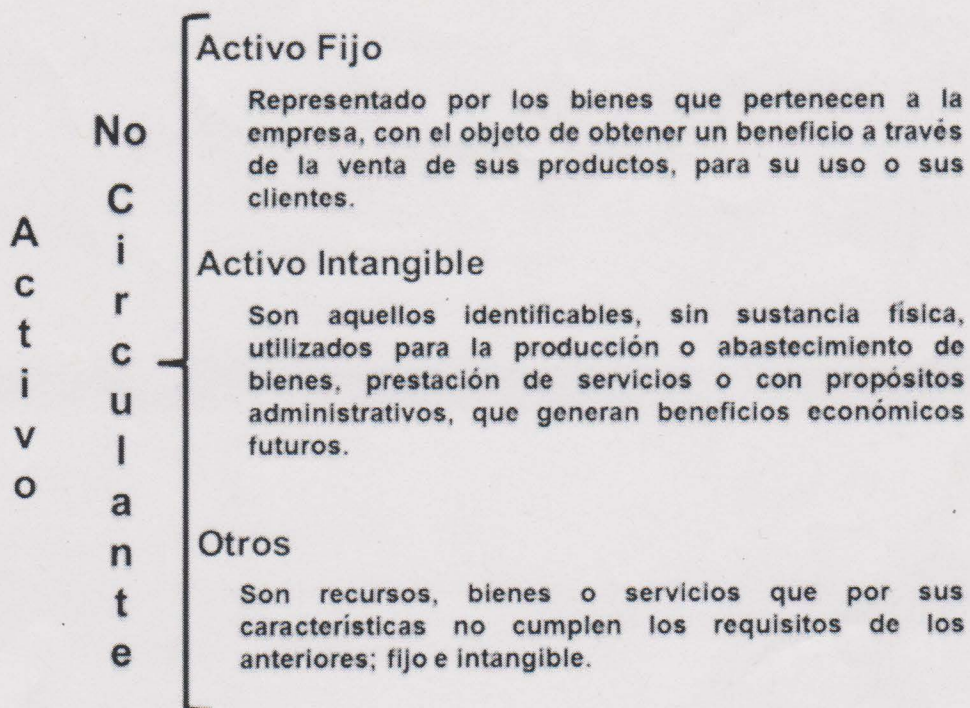 Activo
No
Circulante
Activo Fijo
Representado por los bienes que pertenecen a la
empresa, con el objeto de obtener un beneficio a través
de la venta de sus productos, para su uso o sus
clientes.
Activo Intangible
Son aquellos identificables, sin sustancia física,
utilizados para la producción o abastecimiento de
bienes, prestación de servicios o con propósitos
administrativos, que generan beneficios económicos
futuros.
Otros
Son recursos, bienes o servicios que por sus
características no cumplen los requisitos de los
anteriores; fijo e intangible.